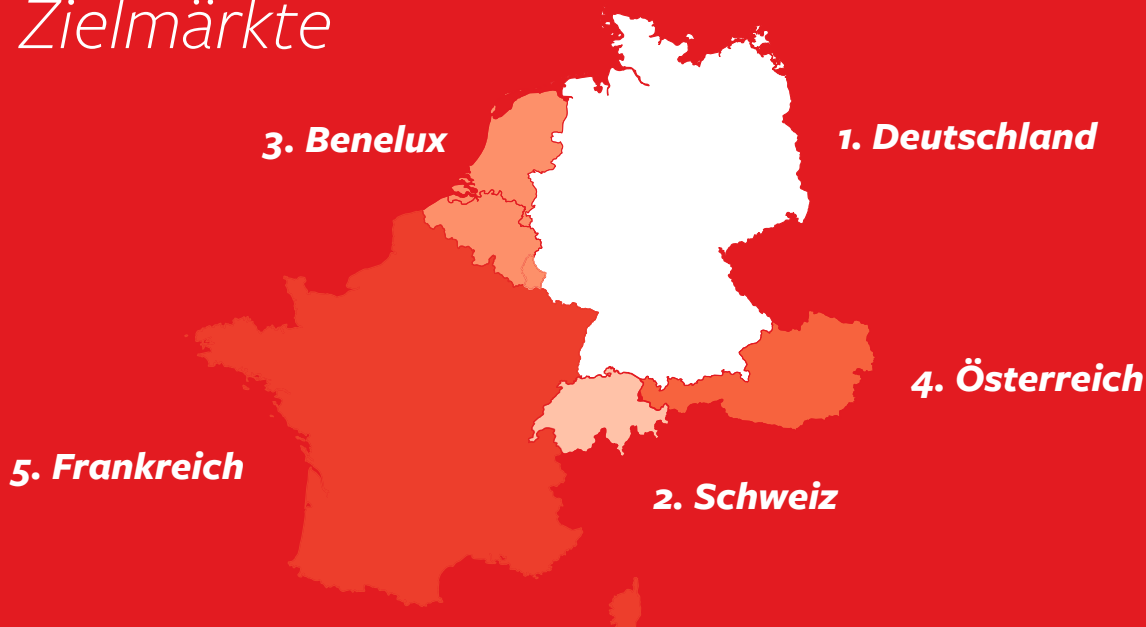 Zielmärkte
1. Deutschland
2. Schweiz
3. Benelux
4. Österreich
5. Frankreich